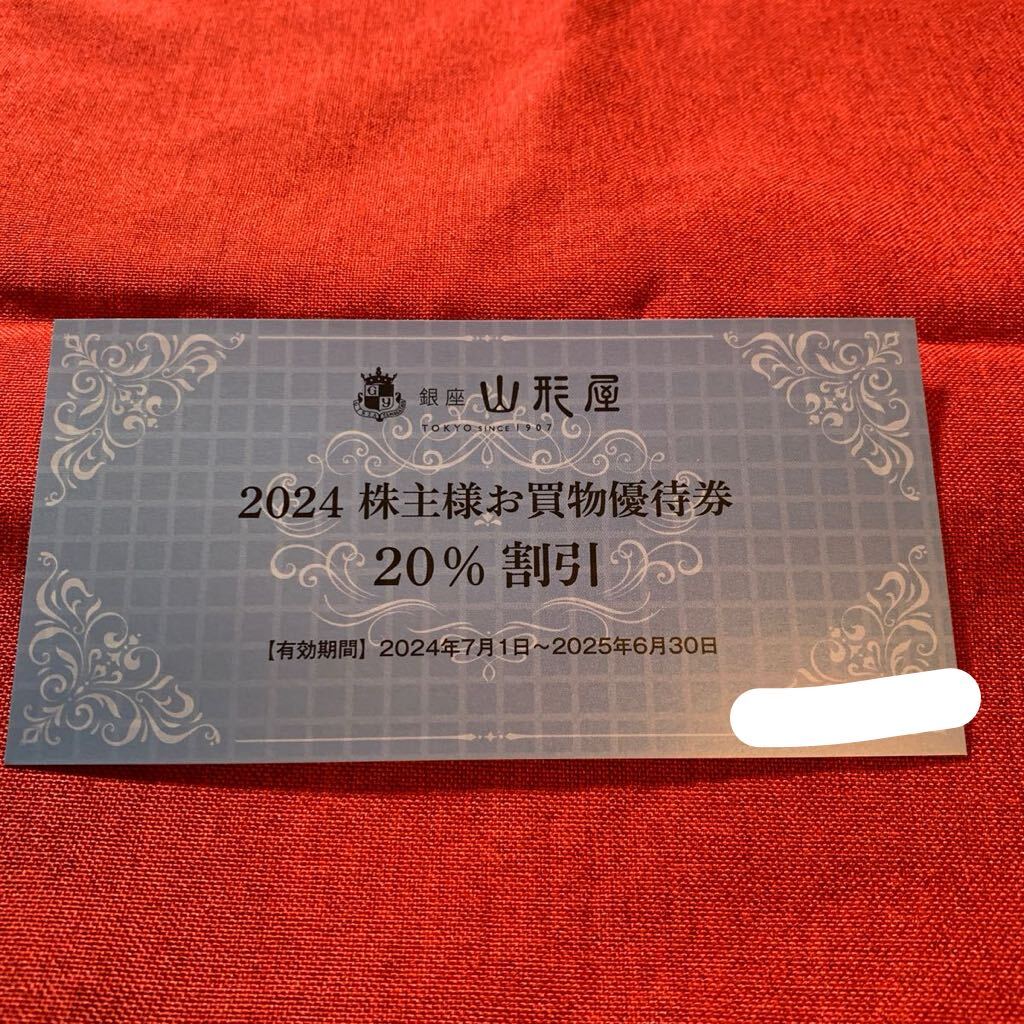 GY
銀座 山形屋
TOKYO SINCE 1907
2024 株主様お買物優待券
20% 割引
【有効期間】2024年7月1日～2025年6月30日